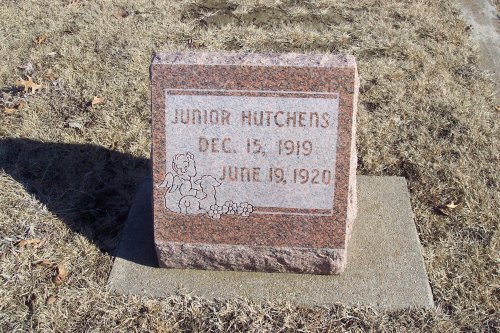 JUNIOR HUTCHENS
DEC. 15, 1919
JUNE 19, 1920